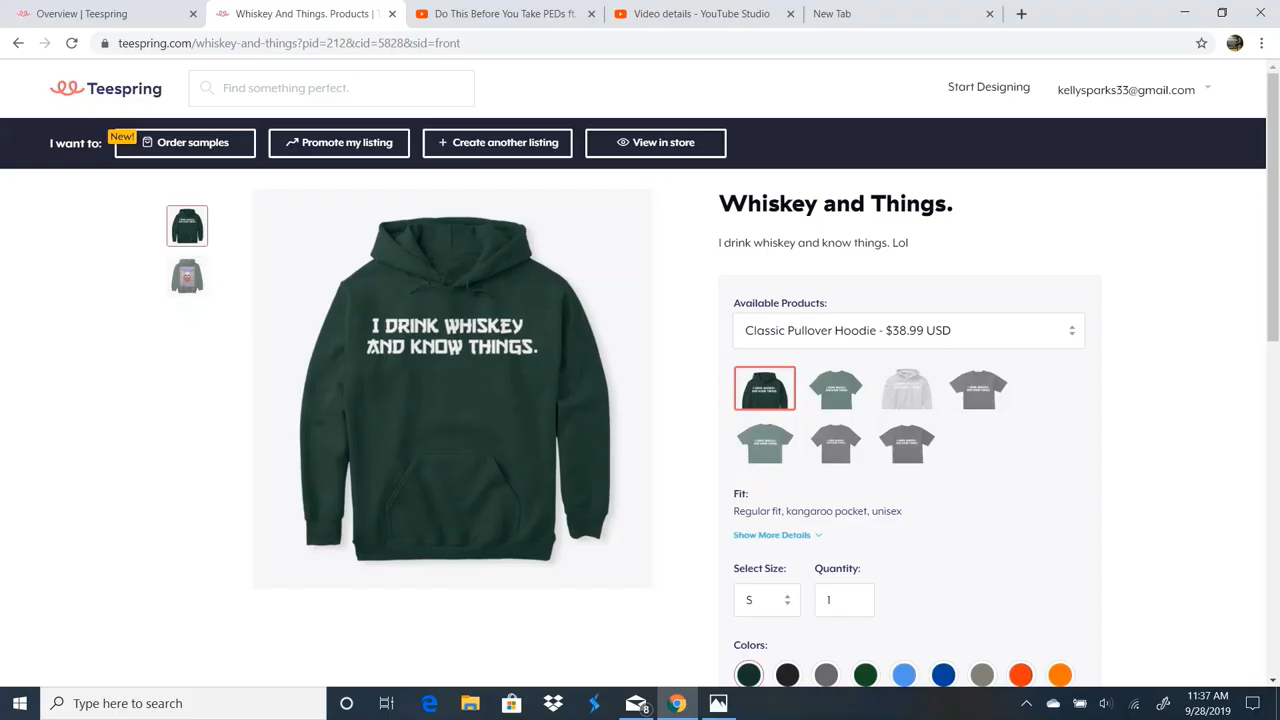 Overview | Teespring
Whiskey And Things. Products | T
Do This Before You Take PEDs ft.
Video details - YouTube Studio
New Tab
teespring.com/whiskey-and-things?pid=212&cid=5828&sid=front
Teespring
Find something perfect.
Start Designing
kellysparks33@gmail.com
I want to:
New!
Order samples
Promote my listing
+ Create another listing
View in store
Whiskey and Things.
I drink whiskey and know things. Lol
I DRINK WHISKEY
AND KNOW THINGS.
Available Products:
Classic Pullover Hoodie - $38.99 USD
Fit:
Regular fit, kangaroo pocket, unisex
Show More Details
Select Size:
Quantity:
S
1
Colors:
Type here to search
8
11:37 AM
9/28/2019